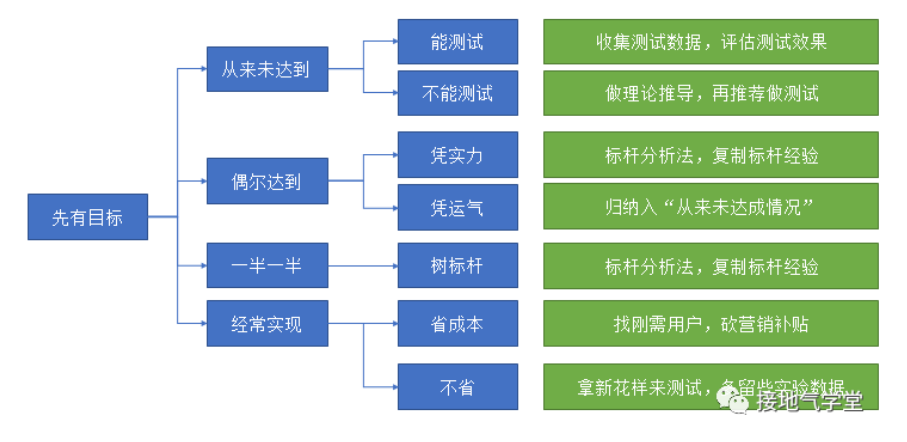 能测试
收集测试数据，评估测试效果
从来未达到
不能测试
做理论推导，再推荐做测试
凭实力
标杆分析法，复制标杆经验
偶尔达到
凭运气
归纳入“从来未达成情况”
先有目标
一半一半
树标杆
标杆分析法，复制标杆经验
经常实现
省成本
找刚需用户，砍营销补贴
不省
拿新花样来测试，多留些实验数据
接地气学堂